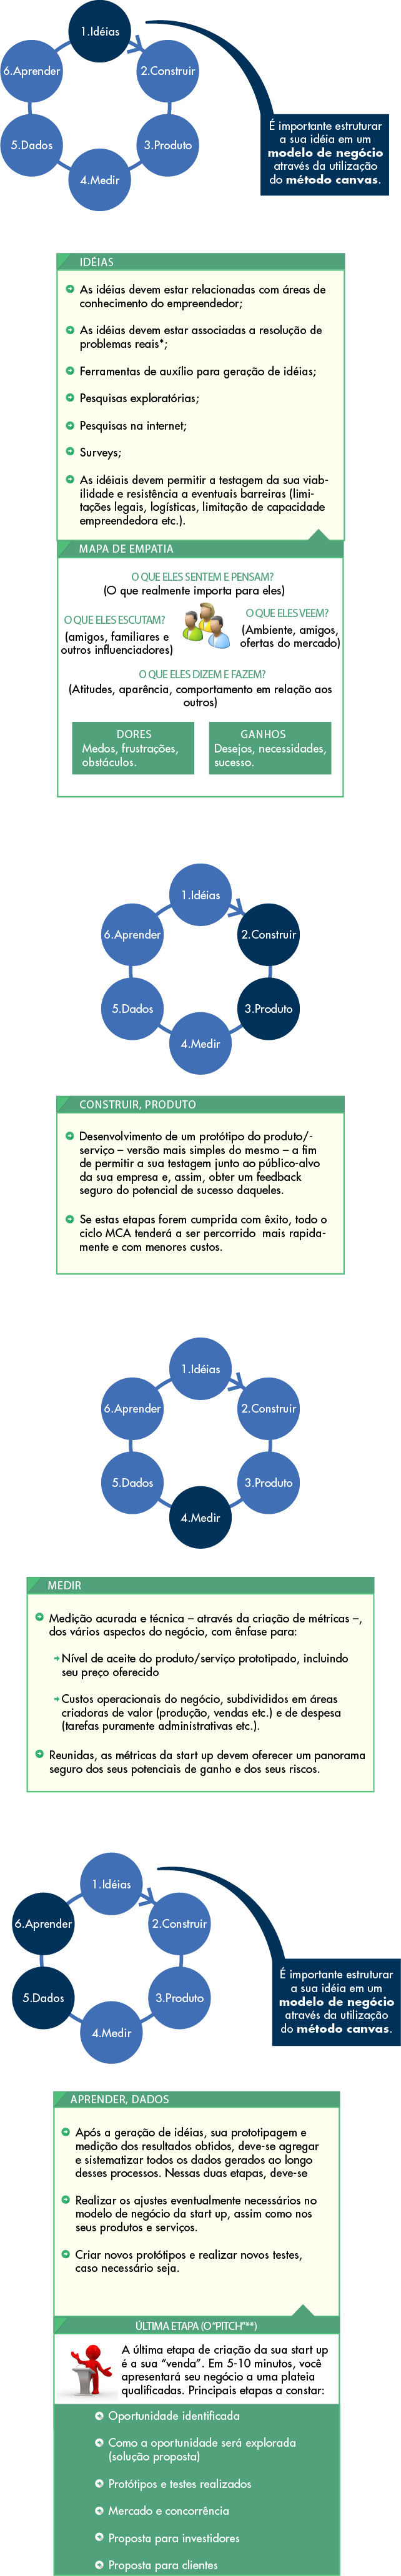 1.Idéias
6.Aprender
2.Construir
5.Dados
3.Produto
4.Medir
É importante estruturar
a sua idéia em um
modelo de negócio
através da utilização
do método canvas.
IDÉIAS
As idéias devem estar relacionadas com áreas de
conhecimento do empreendedor;
As idéias devem estar associadas a resolução de
problemas reais*;
Ferramentas de auxílio para geração de idéias;
Pesquisas exploratórias;
Pesquisas na internet;
Surveys;
As idéiais devem permitir a testagem da sua viab-
ilidade e resistência a eventuais barreiras (limi-
tações legais, logísticas, limitação de capacidade
empreendedora etc.).
MAPA DE EMPATIA
O QUE ELES SENTEM E PENSAM?
(O que realmente importa para eles)
O QUE ELES ESCUTAM?
(amigos, familiares e
outros influenciadores)
O QUE ELES VEEM?
(Ambiente, amigos,
ofertas do mercado)
O QUE ELES DIZEM E FAZEM?
(Atitudes, aparência, comportamento em relação aos
outros)
DORES
Medos, frustrações,
obstáculos.
GANHOS
Desejos, necessidades,
sucesso.
1.Idéias
6.Aprender
2.Construir
5.Dados
3.Produto
4.Medir
CONSTRUIR, PRODUTO
Desenvolvimento de um protótipo do produto/-
serviço – versão mais simples do mesmo – a fim
de permitir a sua testagem junto ao público-alvo
da sua empresa e, assim, obter um feedback
seguro do potencial de sucesso daqueles.
Se estas etapas forem cumprida com êxito, todo o
ciclo MCA tenderá a ser percorrido mais rapida-
mente e com menores custos.
1.Idéias
6.Aprender
2.Construir
5.Dados
3.Produto
4.Medir
MEDIR
Medição acurada e técnica – através da criação de métricas –,
dos vários aspectos do negócio, com ênfase para:
Nível de aceite do produto/serviço prototipado, incluindo
seu preço oferecido
Custos operacionais do negócio, subdivididos em áreas
criadoras de valor (produção, vendas etc.) e de despesa
(tarefas puramente administrativas etc.).
Reunidas, as métricas da start up devem oferecer um panorama
seguro dos seus potenciais de ganho e dos seus riscos.
1.Idéias
6.Aprender
2.Construir
5.Dados
3.Produto
4.Medir
É importante estruturar
a sua idéia em um
modelo de negócio
através da utilização
do método canvas.
APRENDER, DADOS
Após a geração de idéias, sua prototipagem e
medição dos resultados obtidos, deve-se agregar
e sistematizar todos os dados gerados ao longo
desses processos. Nessas duas etapas, deve-se
Realizar os ajustes eventualmente necessários no
modelo de negócio da start up, assim como nos
seus produtos e serviços.
Criar novos protótipos e realizar novos testes,
caso necessário seja.
ÚLTIMA ETAPA (O "PITCH"**)
A última etapa de criação da sua start up
é a sua "venda". Em 5-10 minutos, você
apresentará seu negócio a uma plateia
qualificadas. Principais etapas a constar:
Oportunidade identificada
Como a oportunidade será explorada
(solução proposta)
Protótipos e testes realizados
Mercado e concorrência
Proposta para investidores
Proposta para clientes